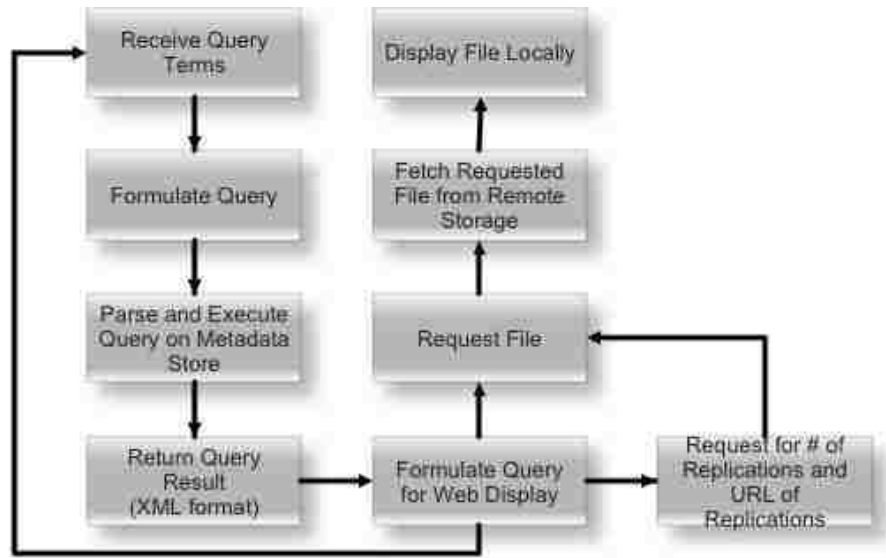 Receive Query
Terms
Formulate Query
Parse and Execute
Query on Metadata
Store
Return Query
Result
(XML format)
Display File Locally
Fetch Requested
File from Remote
Storage
Request File
Formulate Query
for Web Display
Request for # of
Replications and
URL of
Replications